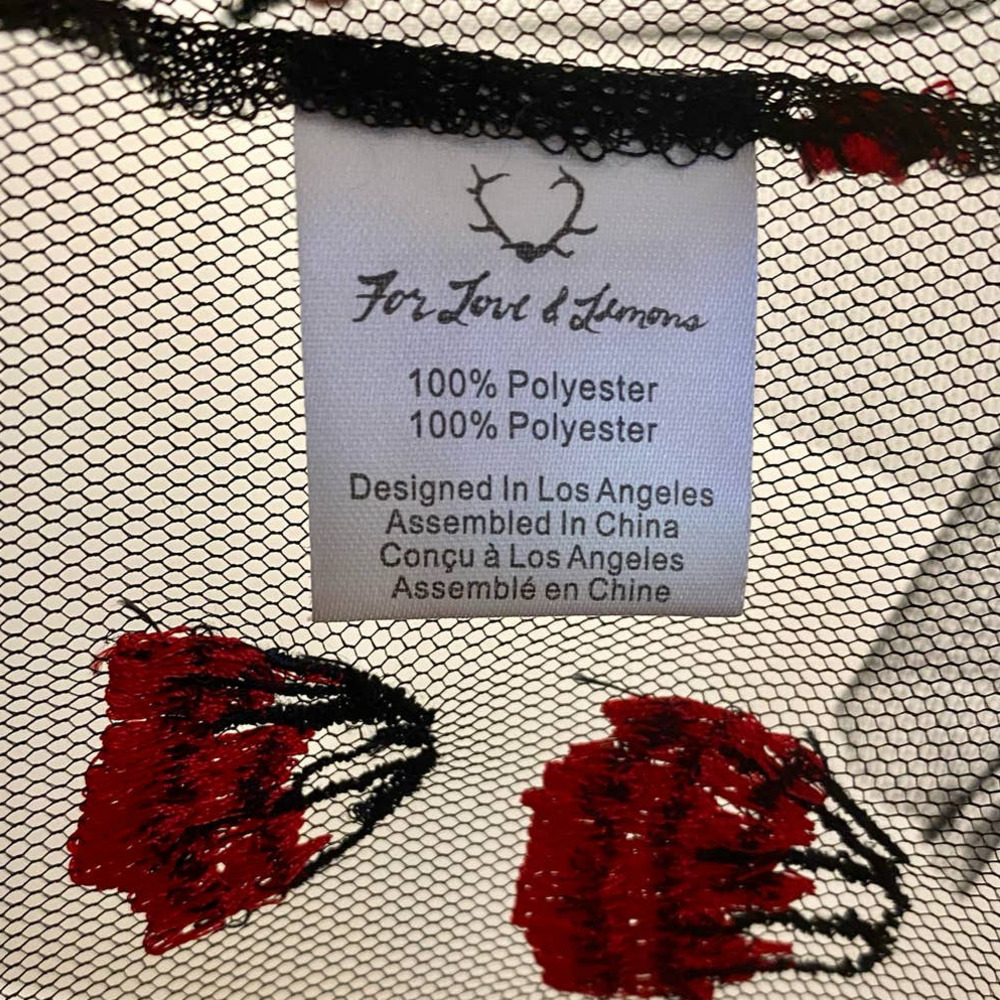 For Love & Lemons
100% Polyester
100% Polyester
Designed In Los Angeles
Assembled In China
Conçu à Los Angeles
Assemblé en Chine